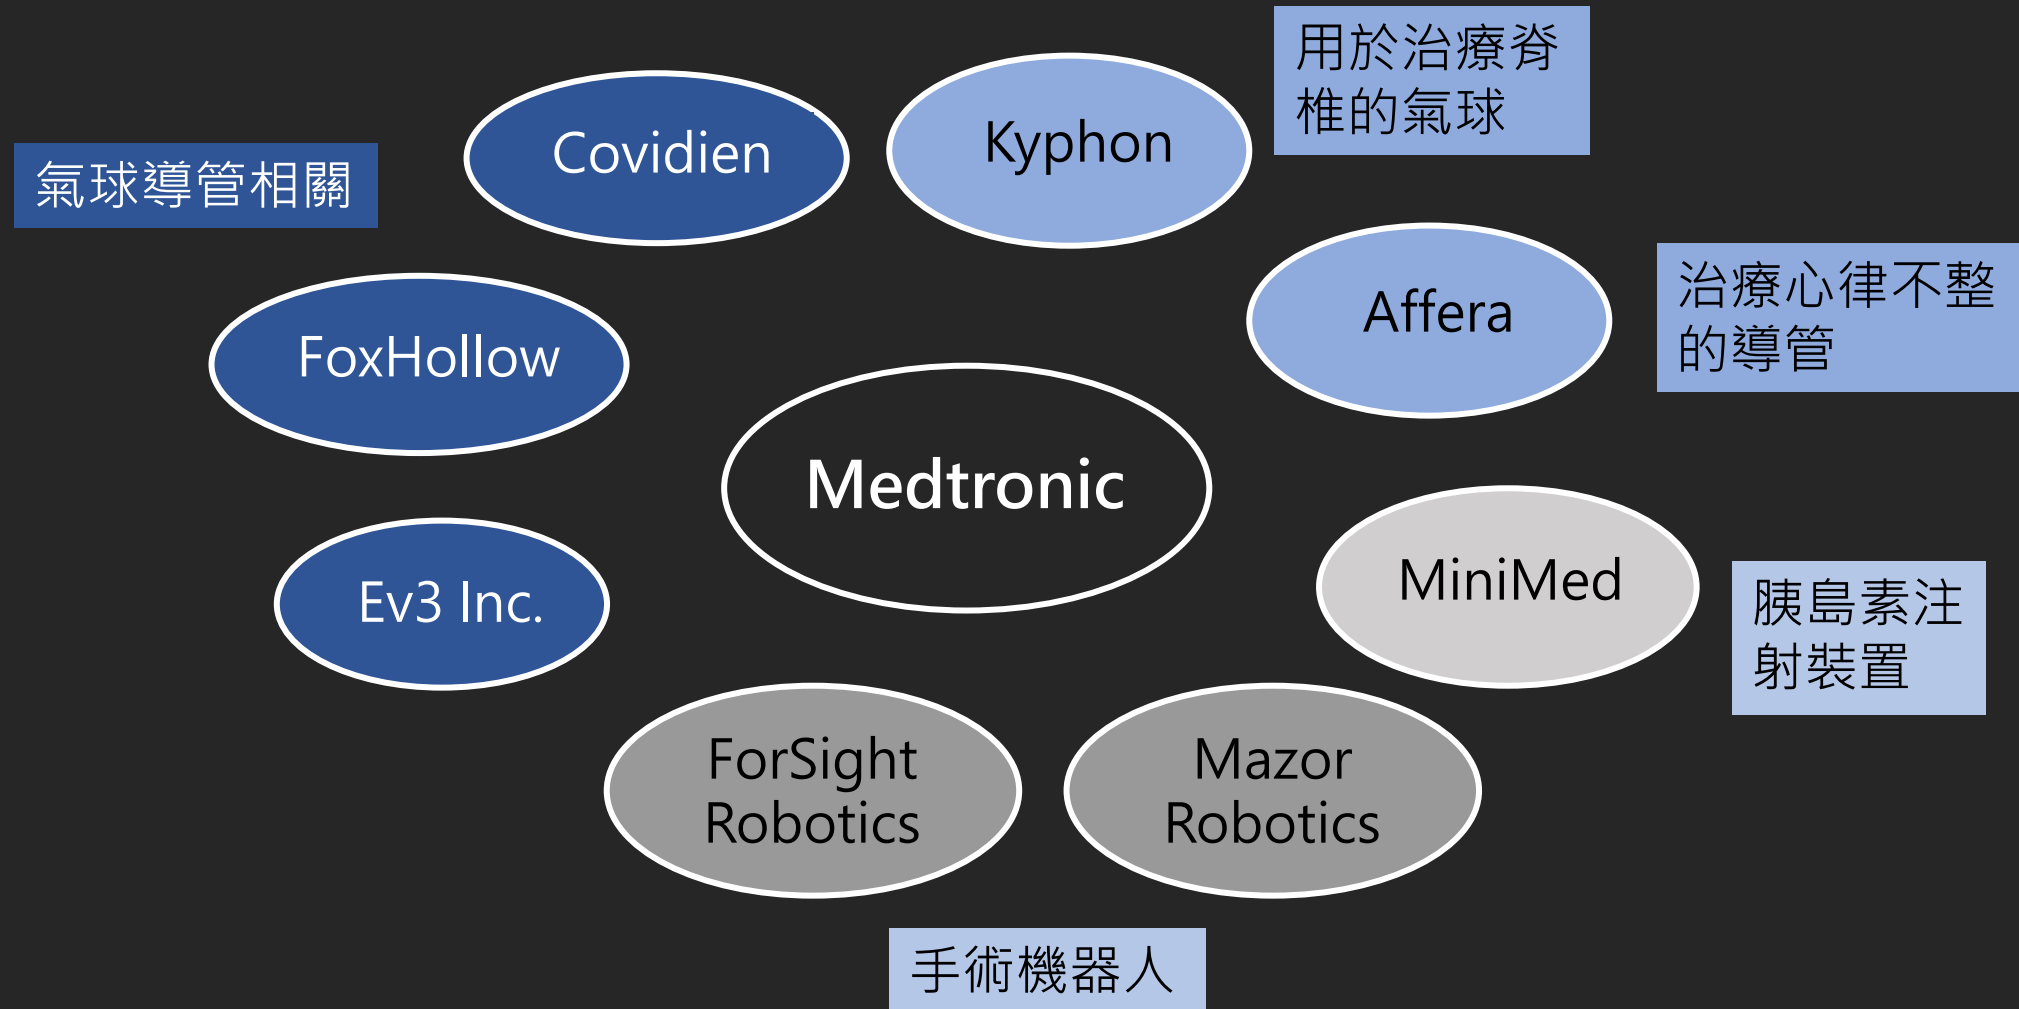 用於治療脊
椎的氣球
Covidien
Kyphon
氣球導管相關
治療心律不整
的導管
Affera
FoxHollow
Medtronic
MiniMed
Ev3 Inc.
胰島素注
射裝置
ForSight
Robotics
Mazor
Robotics
手術機器人